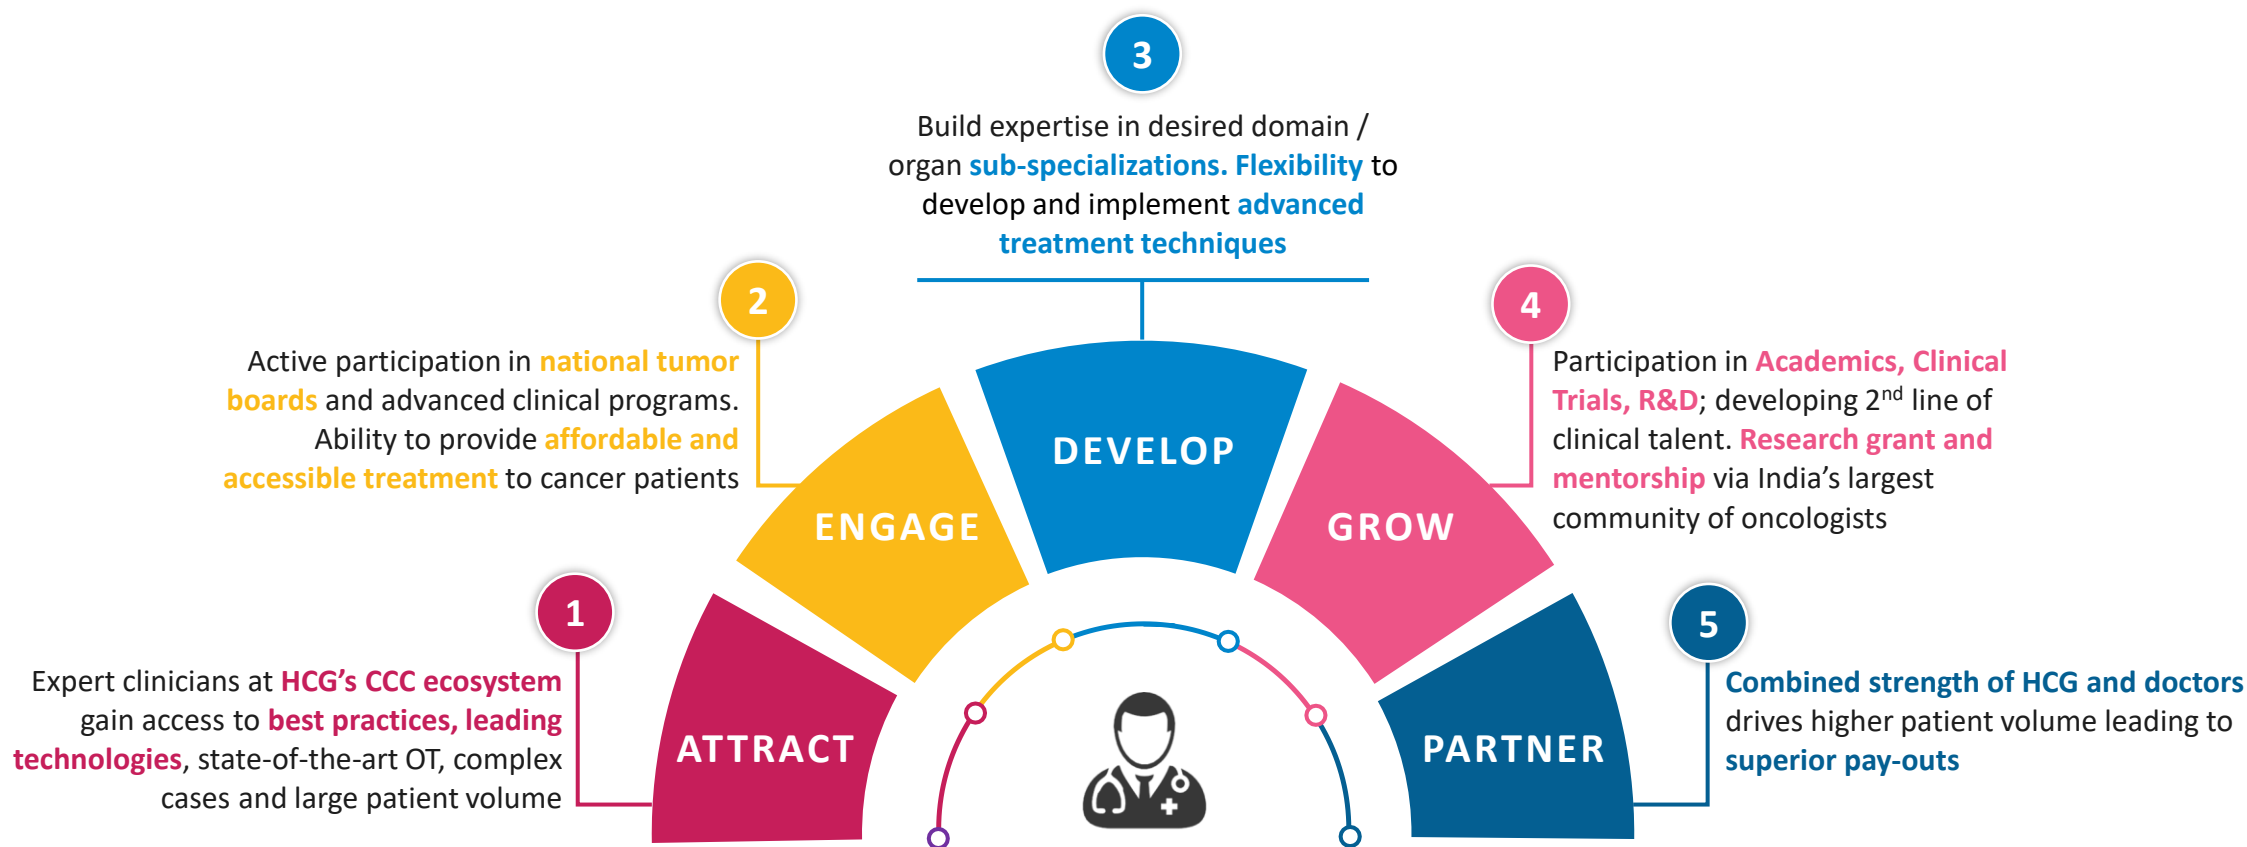 1
Expert clinicians at HCG’s CCC ecosystem
gain access to best practices, leading
technologies, state-of-the-art OT, complex
cases and large patient volume
ATTRACT
2
Active participation in national tumor
boards and advanced clinical programs.
Ability to provide affordable and
accessible treatment to cancer patients
ENGAGE
3
Build expertise in desired domain /
organ sub-specializations. Flexibility to
develop and implement advanced
treatment techniques
DEVELOP
4
Participation in Academics, Clinical
Trials, R&D; developing 2nd line of
clinical talent. Research grant and
mentorship via India’s largest
community of oncologists
GROW
5
Combined strength of HCG and doctors
drives higher patient volume leading to
superior pay-outs
PARTNER